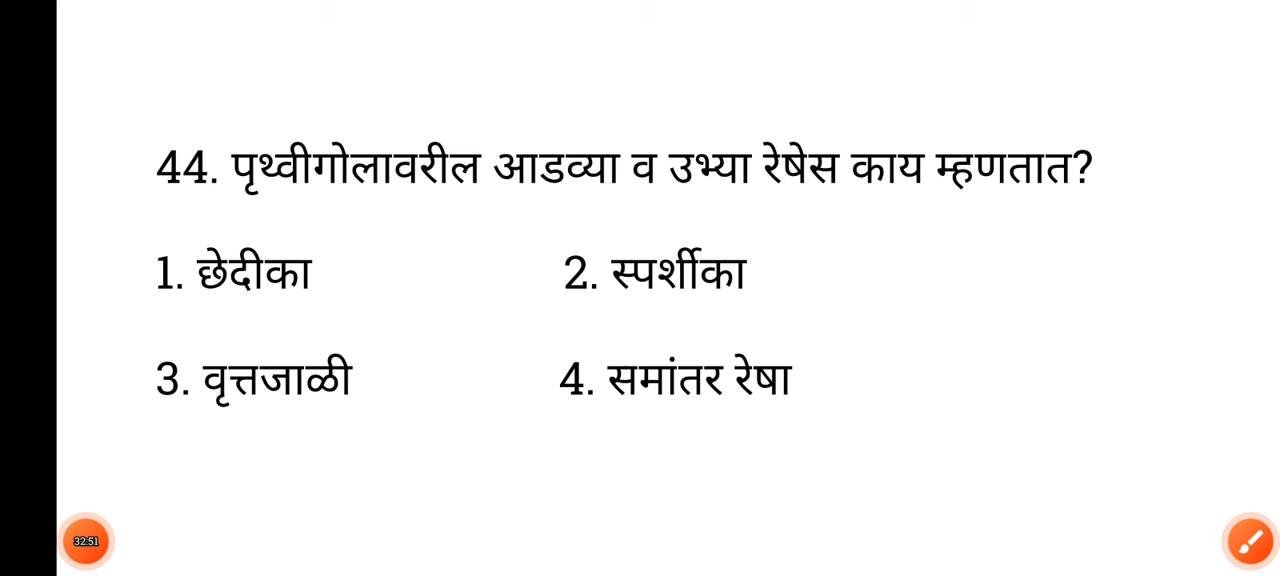 44. पृथ्वीगोलावरील आडव्या व उभ्या रेषेस काय म्हणतात?
1. छेदीका 2. स्पर्शीका
3. वृत्तजाळी 4. समांतर रेषा
32:51